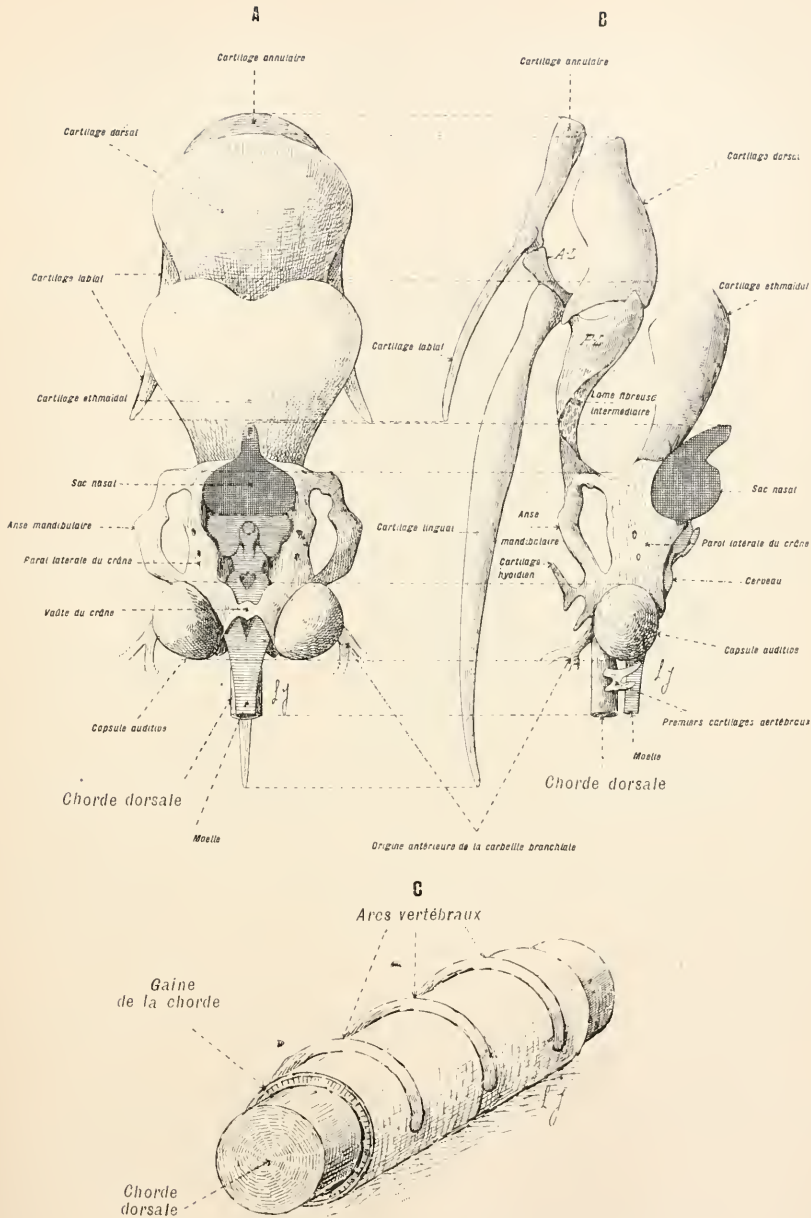 A
B
Cartilage annulaire
Cartilage annulaire
Cartilage dorsal
Cartilage dorsal
Cartilage labial
Cartilage ethmoïdal
A-L
Cartilage labial
P-L
Cartilage ethmoïdal
Lame fibreuse
intermédiaire
Sac nasal
Sac nasal
Anse mandibulaire
Cartilage lingual
Anse
mandibulaire
Paroi latérale du crâne
Paroi latérale du crâne
Cartilage
hyoïdien
Cerveau
Voûte du crâne
Capsule auditive
Premiers cartilages vertébraux
Capsule auditive
Moelle
Chorde dorsale
Chorde dorsale
Moelle
Origine antérieure de la corbeille branchiale
C
Arcs vertébraux
Gaine
de la chorde
Chorde
dorsale